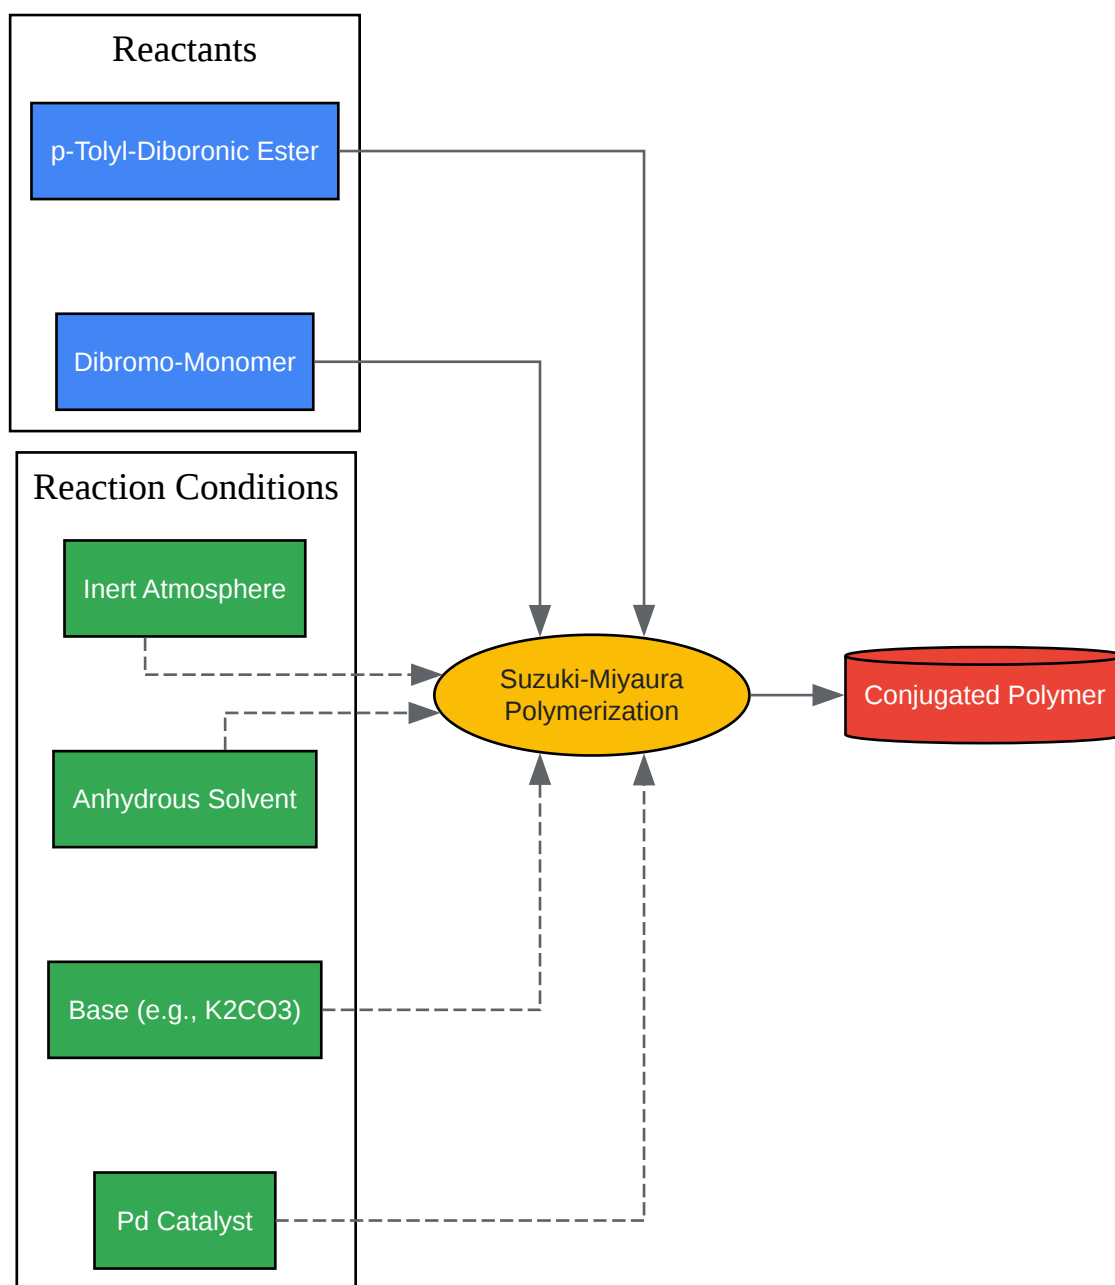 Reactants
p-Tolyl-Diboronic Ester
Dibromo-Monomer
Reaction Conditions
Inert Atmosphere
Suzuki-Miyaura
Polymerization
Conjugated Polymer
Anhydrous Solvent
Base (e.g., K2CO3)
Pd Catalyst